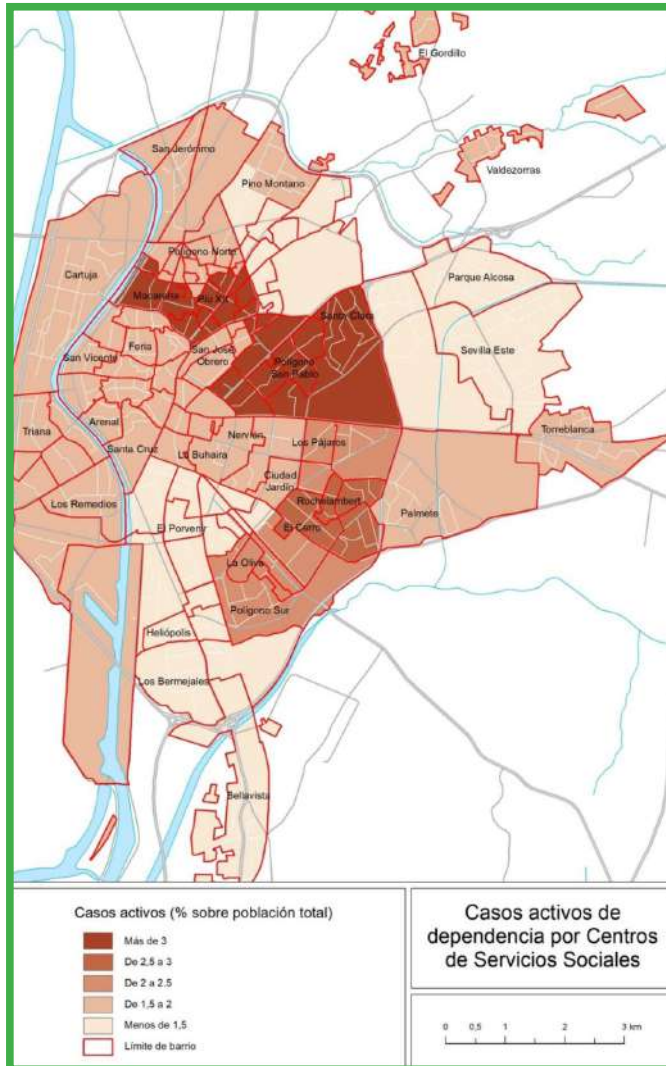 El Gordillo
San Jerónimo
Valdezorras
Pino Montano
Polígono Norte
Cartuja
Parque Alcosa
Macarena
Pío XII
Santa Clara
Feria
San José
Obrero
San Vicente
Polígono
San Pablo
Sevilla Este
Arenal
Triana
Nervión
Los Pájaros
Torreblanca
Santa Cruz
La Buhaira
Ciudad
Jardín
Los Remedios
Rochelambert
Palmete
El Porvenir
El Cerro
La Oliva
Polígono Sur
Heliópolis
Los Bermejales
Bellavista
Casos activos (% sobre población total)
Más de 3
De 2,5 a 3
De 2 a 2.5
De 1,5 a 2
Menos de 1,5
Límite de barrio
Casos activos de
dependencia por Centros
de Servicios Sociales
0 0,5 1 2 3 km